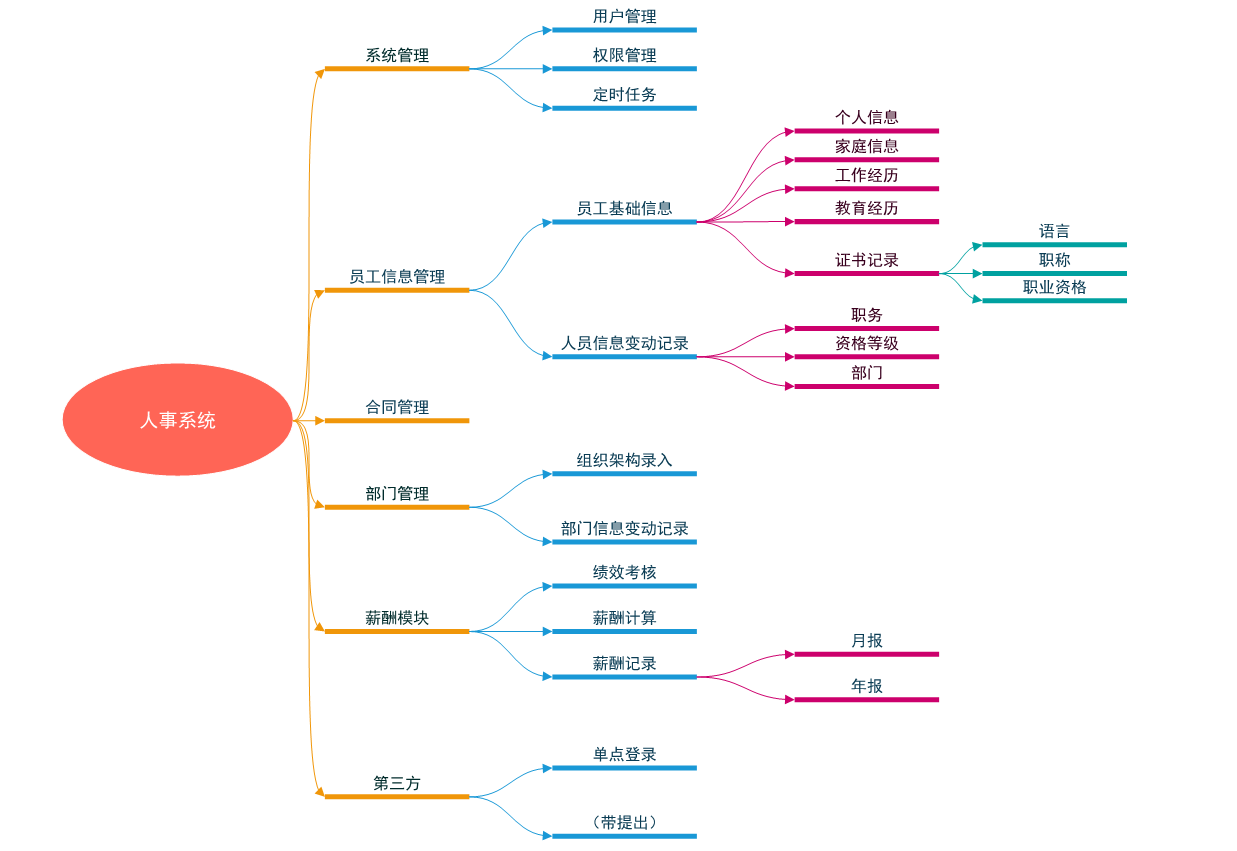 人事系统
系统管理
用户管理
权限管理
定时任务
员工信息管理
员工基础信息
个人信息
家庭信息
工作经历
教育经历
证书记录
语言
职称
职业资格
人员信息变动记录
职务
资格等级
部门
合同管理
部门管理
组织架构录入
部门信息变动记录
薪酬模块
绩效考核
薪酬计算
薪酬记录
月报
年报
第三方
单点登录
（带提出）